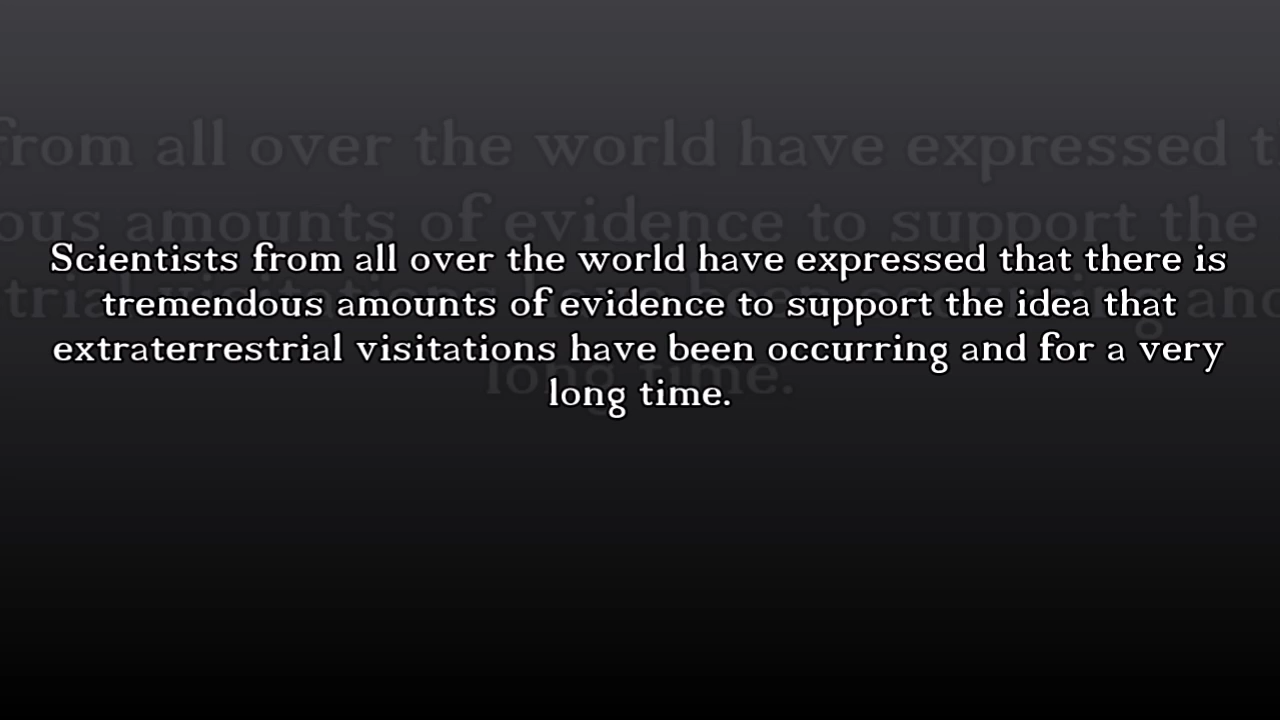 Scientists from all over the world have expressed that there is
tremendous amounts of evidence to support the idea that
extraterrestrial visitations have been occurring and for a very
long time.